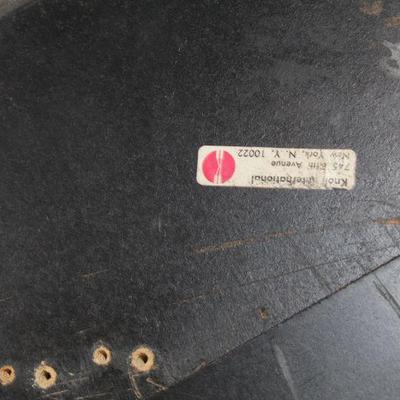 Knoll International
745 Fifth Avenue
New York, N. Y. 10022